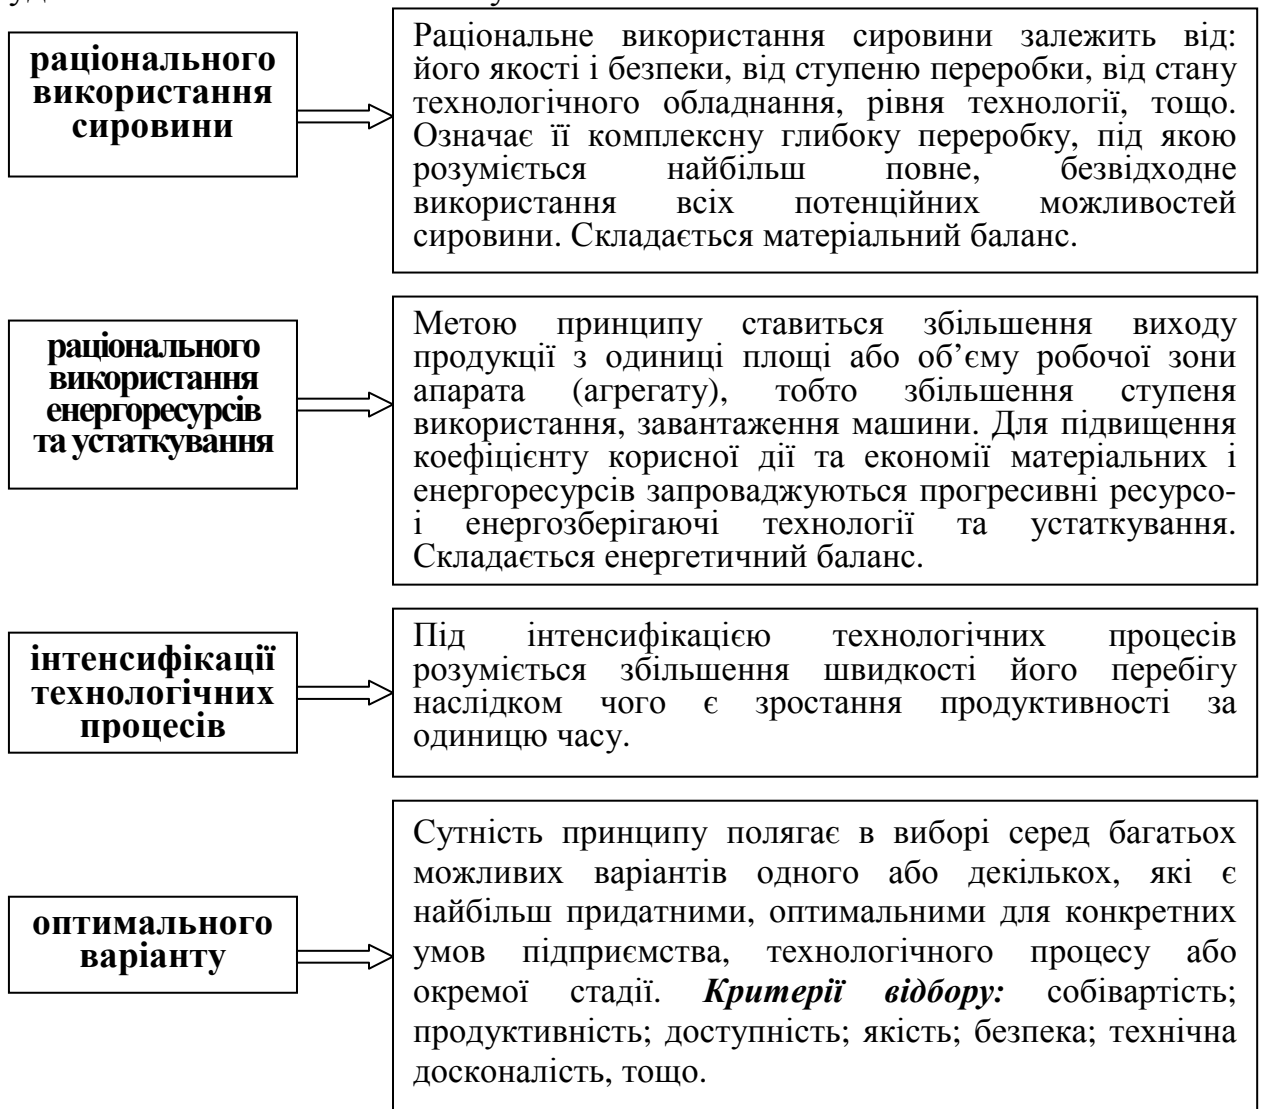 раціонального
використання
сировини
Раціональне використання сировини залежить від:
його якості і безпеки, від ступеню переробки, від стану
технологічного обладнання, рівня технології, тощо.
Означає її комплексну глибоку переробку, під якою
розуміється найбільш повне, безвідходне
використання всіх потенційних можливостей
сировини. Складається матеріальний баланс.
раціонального
використання
енергоресурсів
та устаткування
Метою принципу ставиться збільшення виходу
продукції з одиниці площі або об’єму робочої зони
апарата (агрегату), тобто збільшення ступеня
використання, завантаження машини. Для підвищення
коефіцієнту корисної дії та економії матеріальних і
енергоресурсів запроваджуються прогресивні ресурсо-
і енергозберігаючі технології та устаткування.
Складається енергетичний баланс.
інтенсифікації
технологічних
процесів
Під інтенсифікацією технологічних процесів
розуміється збільшення швидкості його перебігу
наслідком чого є зростання продуктивності за
одиницю часу.
оптимального
варіанту
Сутність принципу полягає в виборі серед багатьох
можливих варіантів одного або декількох, які є
найбільш придатними, оптимальними для конкретних
умов підприємства, технологічного процесу або
окремої стадії. Критерії відбору: собівартість;
продуктивність; доступність; якість; безпека; технічна
досконалість, тощо.